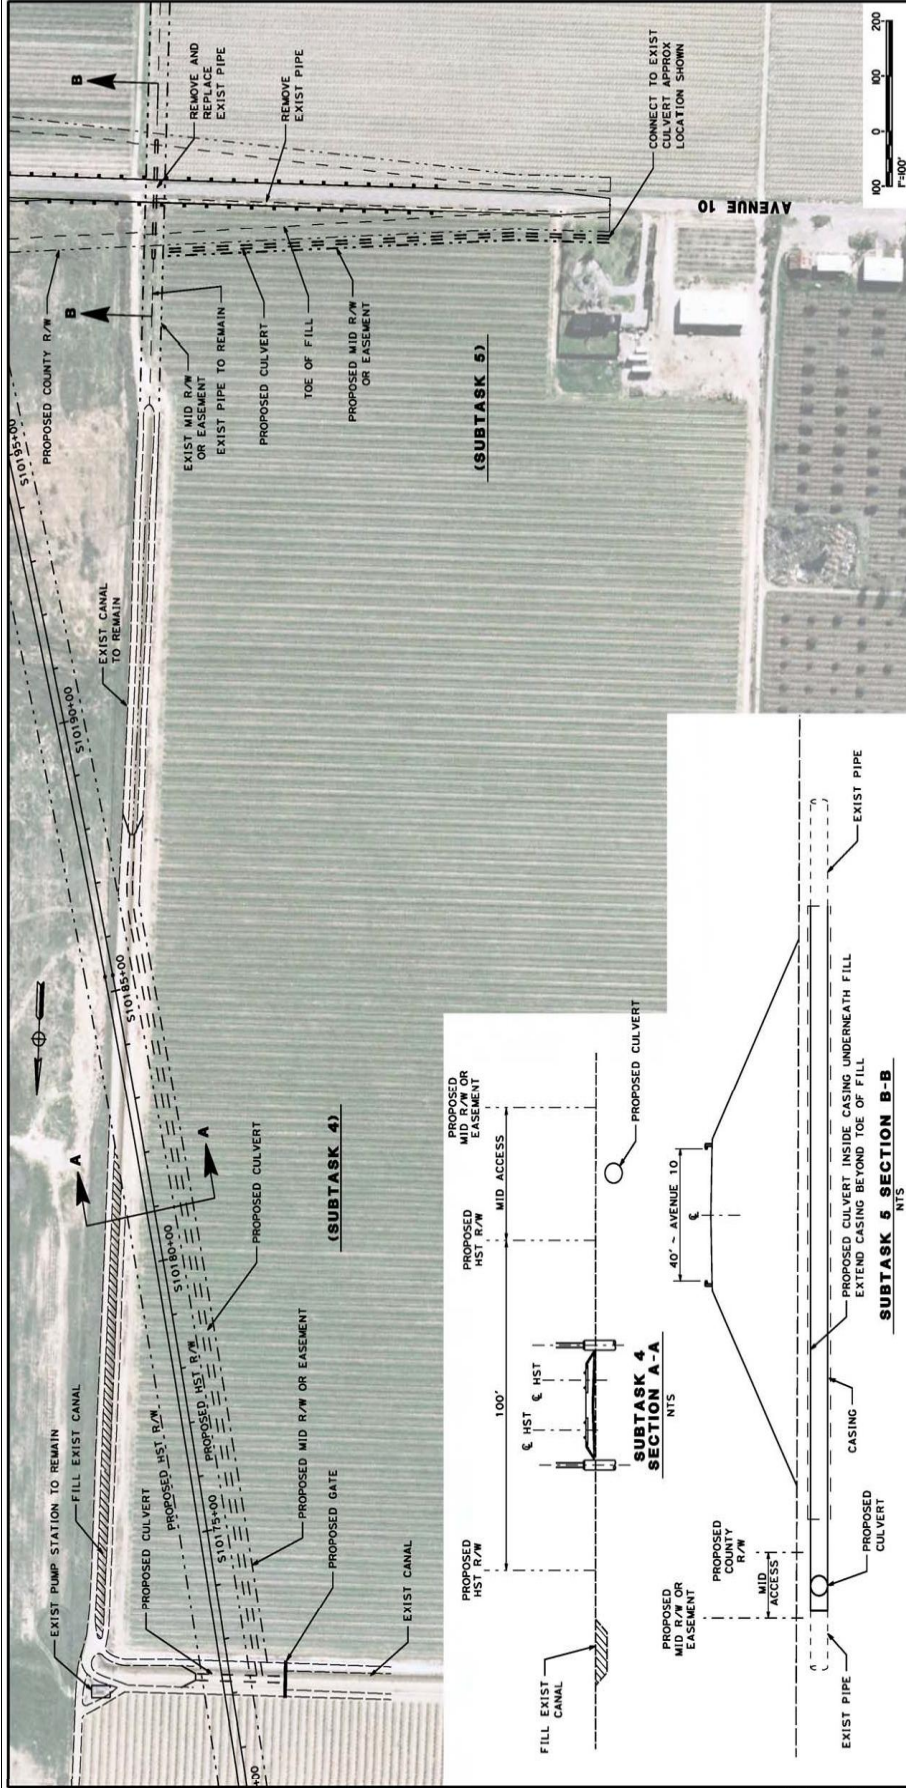 EXIST PUMP STATION TO REMAIN
FILL EXIST CANAL
PROPOSED CULVERT
PROPOSED HST R/W
PROPOSED HST R/W
S10175+00
S10180+00
S10185+00
S10190+00
S10195+00
+00
A
A
PROPOSED CULVERT
PROPOSED MID R/W OR EASEMENT
PROPOSED GATE
EXIST CANAL
(SUBTASK 4)
EXIST CANAL
TO REMAIN
PROPOSED COUNTY R/W
B
B
REMOVE AND
REPLACE
EXIST PIPE
REMOVE
EXIST PIPE
EXIST MID R/W
OR EASEMENT
EXIST PIPE TO REMAIN
PROPOSED CULVERT
TOE OF FILL
PROPOSED MID R/W
OR EASEMENT
(SUBTASK 5)
CONNECT TO EXIST
CULVERT APPROX
LOCATION SHOWN
AVENUE 10
100 0 100 200
1"=100'
FILL EXIST
CANAL
PROPOSED
HST R/W
100'
℄ HST
℄ HST
PROPOSED
HST R/W
MID ACCESS
PROPOSED
MID R/W OR
EASEMENT
PROPOSED CULVERT
SUBTASK 4
SECTION A-A
NTS
PROPOSED
MID R/W OR
EASEMENT
MID
ACCESS
PROPOSED
COUNTY
R/W
40' ~ AVENUE 10
℄
EXIST PIPE
PROPOSED
CULVERT
CASING
PROPOSED CULVERT INSIDE CASING UNDERNEATH FILL
EXTEND CASING BEYOND TOE OF FILL
EXIST PIPE
SUBTASK 5 SECTION B-B
NTS